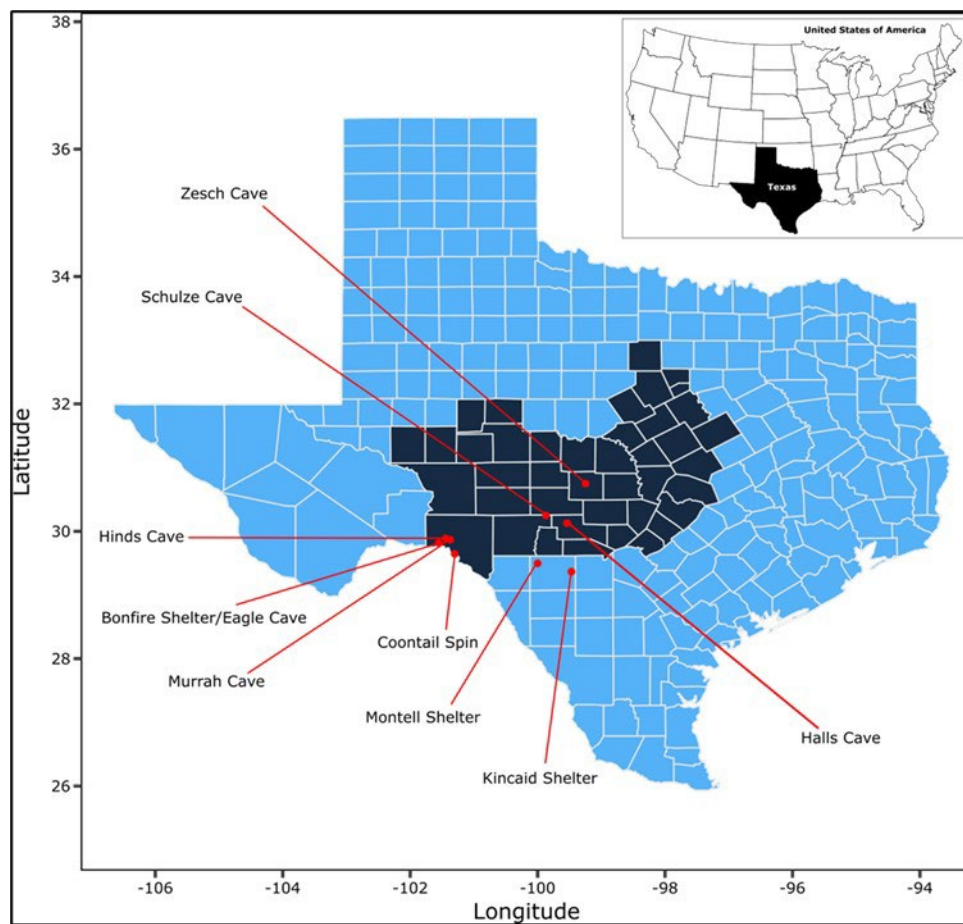 United States of America
Texas
Zesch Cave
Schulze Cave
Hinds Cave
Bonfire Shelter/Eagle Cave
Murrah Cave
Coontail Spin
Montell Shelter
Kincaid Shelter
Halls Cave
Latitude
38
36
34
32
30
28
26
-106
-104
-102
-100
-98
-96
-94
Longitude